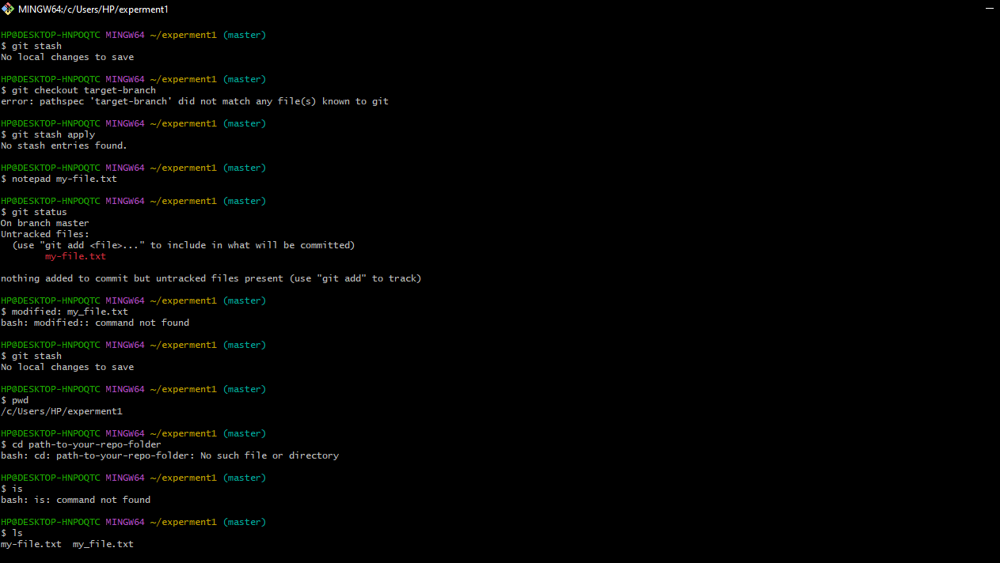 MINGW64:/c/Users/HP/experment1
HP@DESKTOP-HNPOQTC MINGW64 ~/experment1 (master)
$ git stash
No local changes to save
HP@DESKTOP-HNPOQTC MINGW64 ~/experment1 (master)
$ git checkout target-branch
error: pathspec 'target-branch' did not match any file(s) known to git
HP@DESKTOP-HNPOQTC MINGW64 ~/experment1 (master)
$ git stash apply
No stash entries found.
HP@DESKTOP-HNPOQTC MINGW64 ~/experment1 (master)
$ notepad my-file.txt
HP@DESKTOP-HNPOQTC MINGW64 ~/experment1 (master)
$ git status
On branch master
Untracked files:
  (use "git add <file>..." to include in what will be committed)
        my-file.txt
nothing added to commit but untracked files present (use "git add" to track)
HP@DESKTOP-HNPOQTC MINGW64 ~/experment1 (master)
$ modified: my_file.txt
bash: modified:: command not found
HP@DESKTOP-HNPOQTC MINGW64 ~/experment1 (master)
$ git stash
No local changes to save
HP@DESKTOP-HNPOQTC MINGW64 ~/experment1 (master)
$ pwd
/c/Users/HP/experment1
HP@DESKTOP-HNPOQTC MINGW64 ~/experment1 (master)
$ cd path-to-your-repo-folder
bash: cd: path-to-your-repo-folder: No such file or directory
HP@DESKTOP-HNPOQTC MINGW64 ~/experment1 (master)
$ is
bash: is: command not found
HP@DESKTOP-HNPOQTC MINGW64 ~/experment1 (master)
$ ls
my-file.txt  my_file.txt